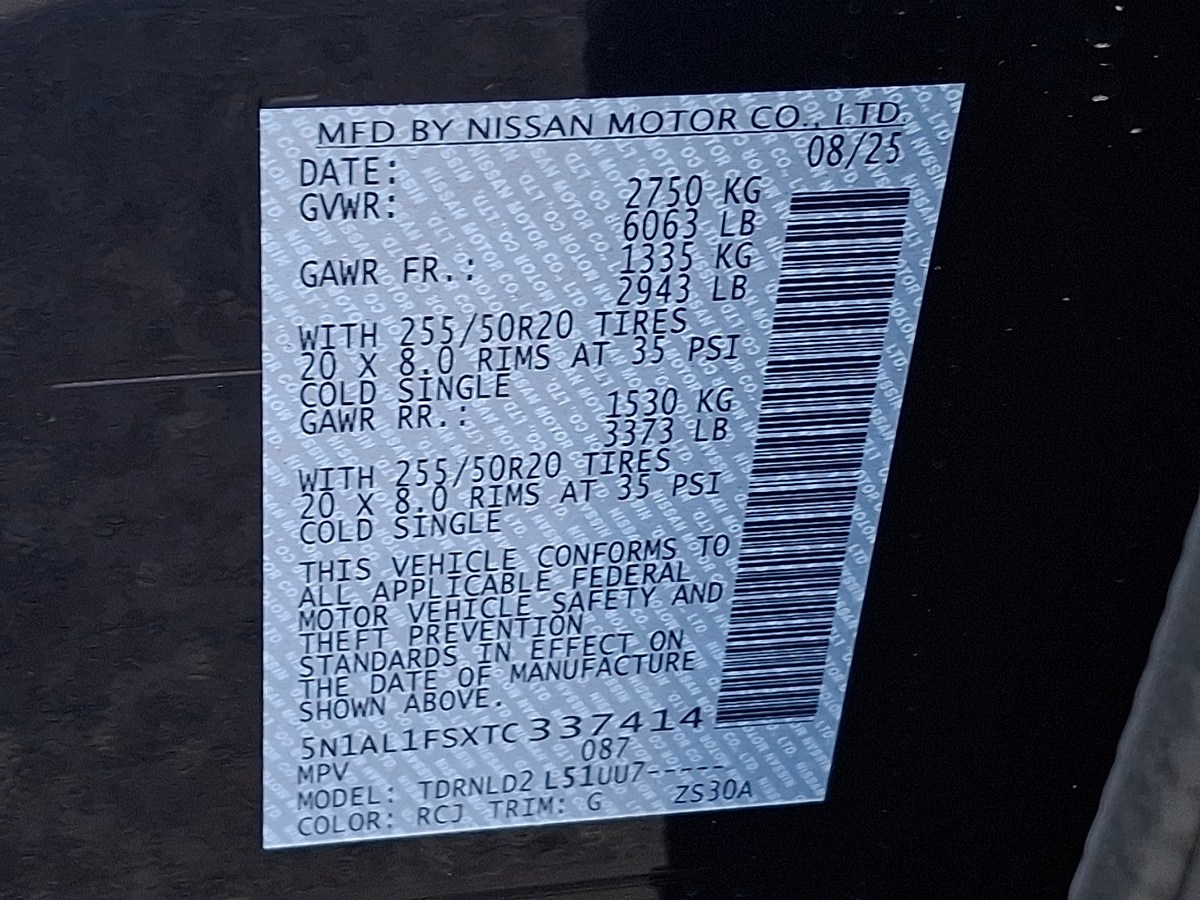 MFD BY NISSAN MOTOR CO., LTD.
DATE: 08/25
GVWR: 2750 KG
6063 LB
GAWR FR.: 1335 KG
2943 LB
WITH 255/50R20 TIRES
20 X 8.0 RIMS AT 35 PSI
COLD SINGLE
GAWR RR.: 1530 KG
3373 LB
WITH 255/50R20 TIRES
20 X 8.0 RIMS AT 35 PSI
COLD SINGLE
THIS VEHICLE CONFORMS TO
ALL APPLICABLE FEDERAL
MOTOR VEHICLE SAFETY AND
THEFT PREVENTION
STANDARDS IN EFFECT ON
THE DATE OF MANUFACTURE
SHOWN ABOVE.
5N1AL1FSXTC337414
MPV 087
MODEL: TDRNLD2 L51UU7-----
COLOR: RCJ TRIM: G ZS30A